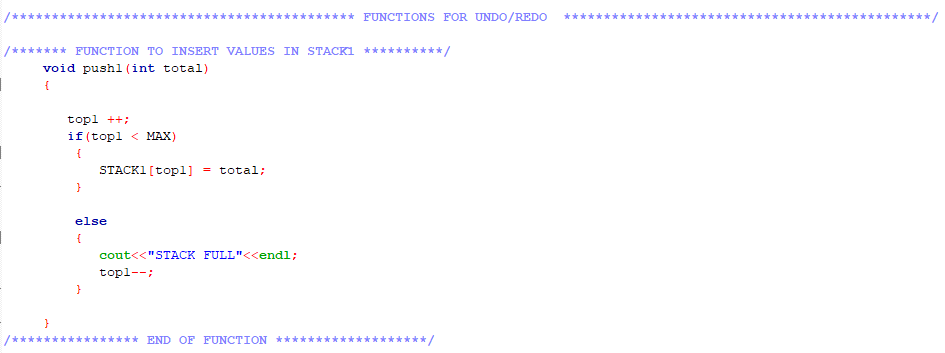 /******************************************* FUNCTIONS FOR UNDO/REDO **********************************************/
/******* FUNCTION TO INSERT VALUES IN STACK1 **********/
void push1(int total)
{
top1 ++;
if(top1 < MAX)
{
STACK1[top1] = total;
}
else
{
cout<<"STACK FULL"<<endl;
top1--;
}
}
/**************** END OF FUNCTION *******************/